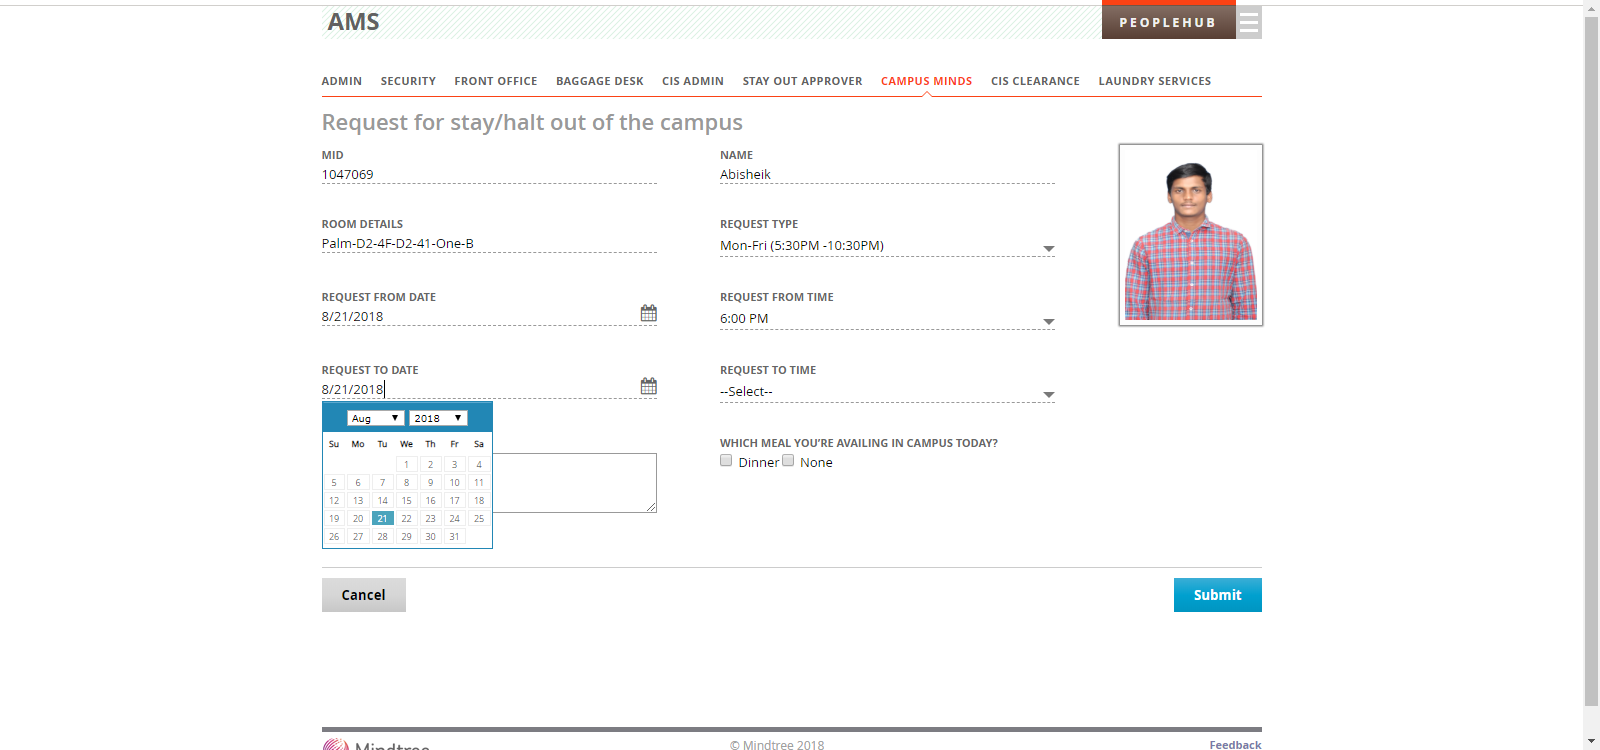 AMS
PEOPLEHUB
ADMIN SECURITY FRONT OFFICE BAGGAGE DESK CIS ADMIN STAY OUT APPROVER CAMPUS MINDS CIS CLEARANCE LAUNDRY SERVICES
Request for stay/halt out of the campus
MID
1047069
NAME
Abisheik
ROOM DETAILS
Palm-D2-4F-D2-41-One-B
REQUEST TYPE
Mon-Fri (5:30PM -10:30PM)
REQUEST FROM DATE
8/21/2018
REQUEST FROM TIME
6:00 PM
REQUEST TO DATE
8/21/2018
REQUEST TO TIME
--Select--
Aug 2018
Su Mo Tu We Th Fr Sa
1 2 3 4
5 6 7 8 9 10 11
12 13 14 15 16 17 18
19 20 21 22 23 24 25
26 27 28 29 30 31
WHICH MEAL YOU'RE AVAILING IN CAMPUS TODAY?
Dinner None
Cancel
Submit
Mindtree
© Mindtree 2018
Feedback